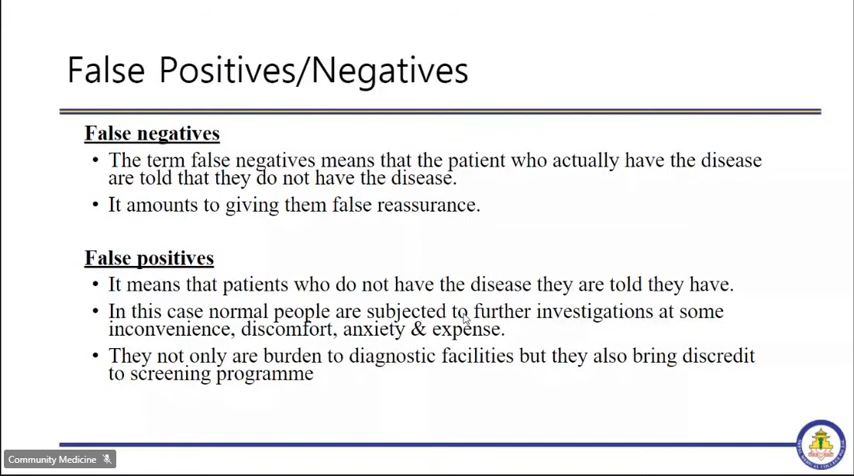 False Positives/Negatives
False negatives
• The term false negatives means that the patient who actually have the disease
are told that they do not have the disease.
• It amounts to giving them false reassurance.
False positives
• It means that patients who do not have the disease they are told they have.
• In this case normal people are subjected to further investigations at some
inconvenience, discomfort, anxiety & expense.
• They not only are burden to diagnostic facilities but they also bring discredit
to screening programme
Community Medicine